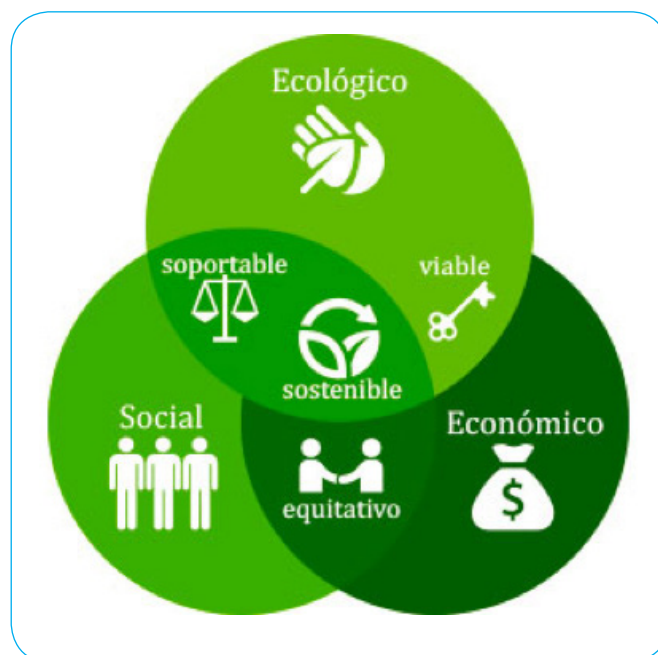 Ecológico
soportable
viable
sostenible
Social
Económico
$
equitativo